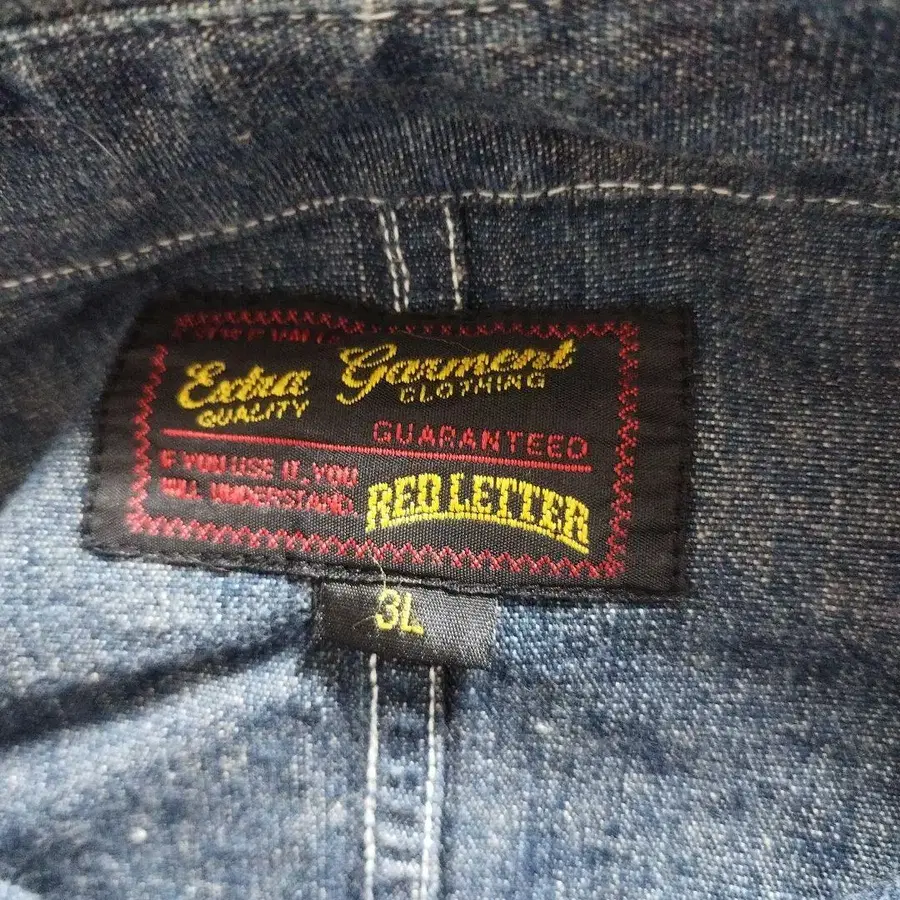 Extra Garment
QUALITY CLOTHING
GUARANTEED
IF YOU USE IT, YOU
WILL UNDERSTAND
RED LETTER
3L